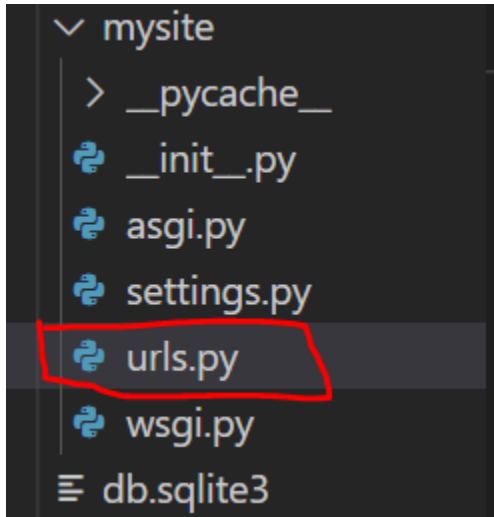 mysite
__pycache__
__init__.py
asgi.py
settings.py
urls.py
wsgi.py
db.sqlite3